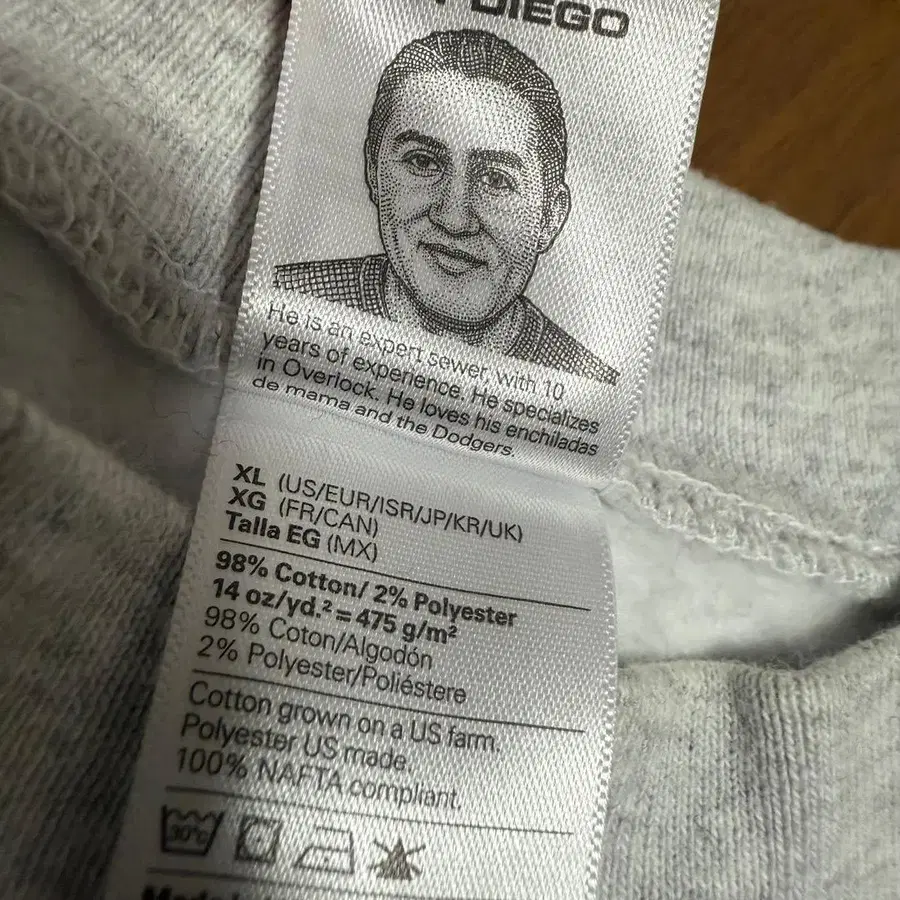 DIEGO
He is an expert sewer with 10
years of experience. He specializes
in Overlock. He loves his enchiladas
de mama and the Dodgers.
XL (US/EUR/ISR/JP/KR/UK)
XG (FR/CAN)
Talla EG (MX)
98% Cotton/ 2% Polyester
14 oz/yd.² = 475 g/m²
98% Coton/Algodón
2% Polyester/Poliéstere
Cotton grown on a US farm.
Polyester US made.
100% NAFTA compliant.
30°c
Made